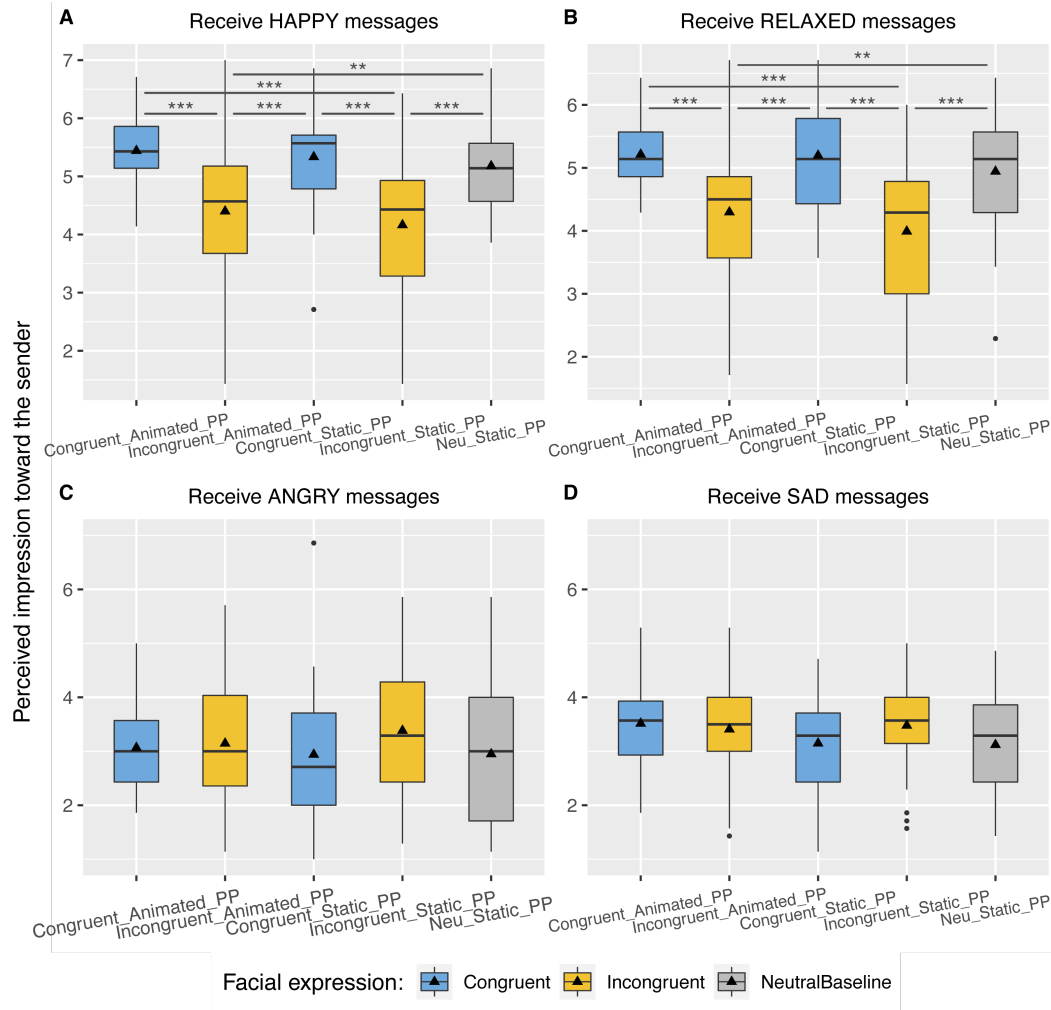 A
Receive HAPPY messages
**
***
*** *** *** ***
7
6
5
4
3
2
Congruent_Animated_PP
Incongruent_Animated_PP
Congruent_Static_PP
Incongruent_Static_PP
Neu_Static_PP
B
Receive RELAXED messages
**
***
*** *** *** ***
6
5
4
3
2
Congruent_Animated_PP
Incongruent_Animated_PP
Congruent_Static_PP
Incongruent_Static_PP
Neu_Static_PP
Perceived impression toward the sender
C
Receive ANGRY messages
6
4
2
Congruent_Animated_PP
Incongruent_Animated_PP
Congruent_Static_PP
Incongruent_Static_PP
Neu_Static_PP
D
Receive SAD messages
6
4
2
Congruent_Animated_PP
Incongruent_Animated_PP
Congruent_Static_PP
Incongruent_Static_PP
Neu_Static_PP
Facial expression: Congruent Incongruent NeutralBaseline